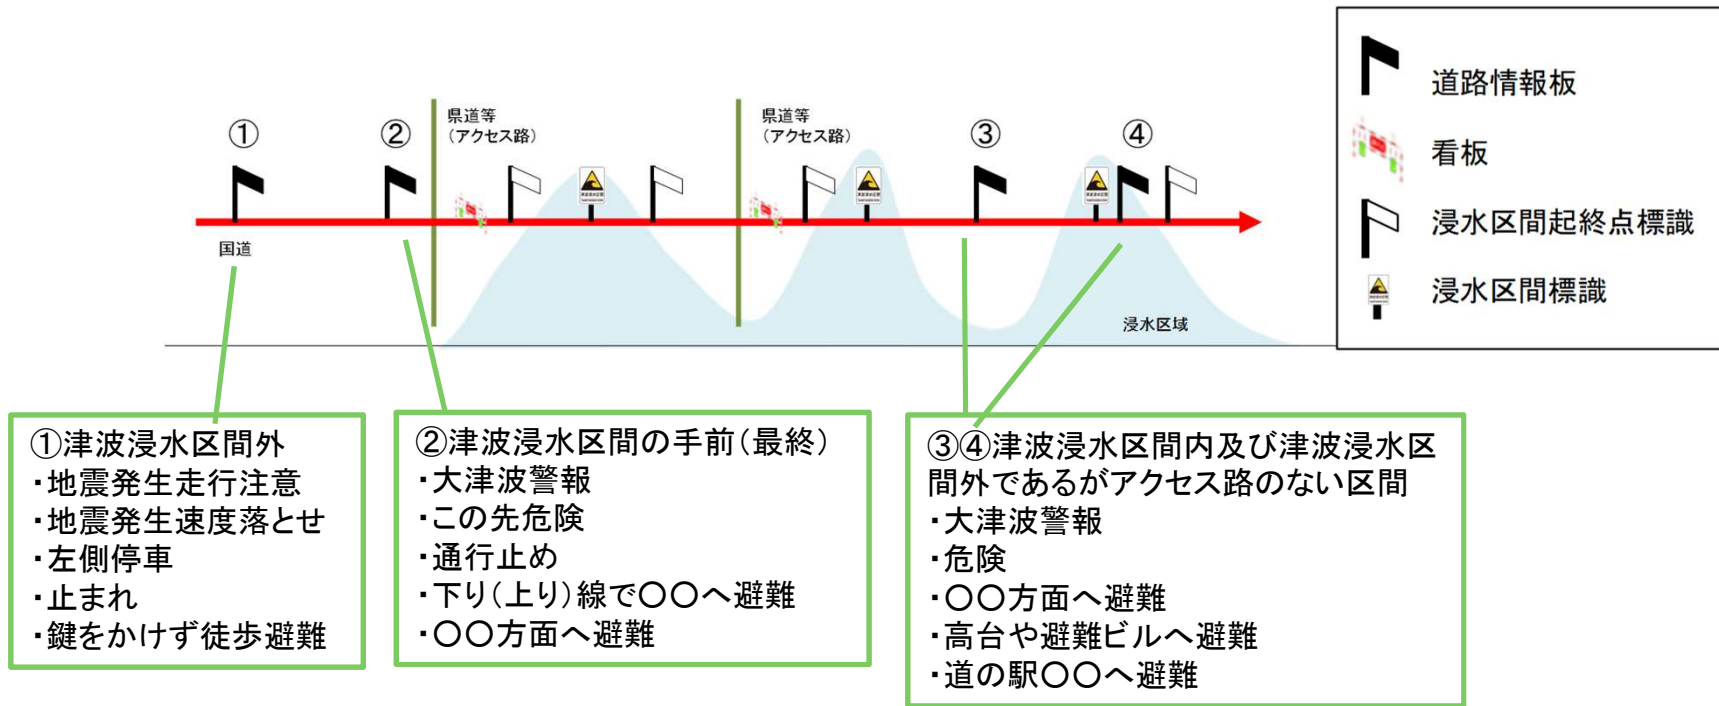 道路情報板
看板
浸水区間起終点標識
浸水区間標識
①
②
県道等
（アクセス路）
県道等
（アクセス路）
③
④
国道
浸水区域
①津波浸水区間外
・地震発生走行注意
・地震発生速度落とせ
・左側停車
・止まれ
・鍵をかけず徒歩避難
②津波浸水区間の手前（最終）
・大津波警報
・この先危険
・通行止め
・下り（上り）線で〇〇へ避難
・〇〇方面へ避難
③④津波浸水区間内及び津波浸水区
間外であるがアクセス路のない区間
・大津波警報
・危険
・〇〇方面へ避難
・高台や避難ビルへ避難
・道の駅〇〇へ避難